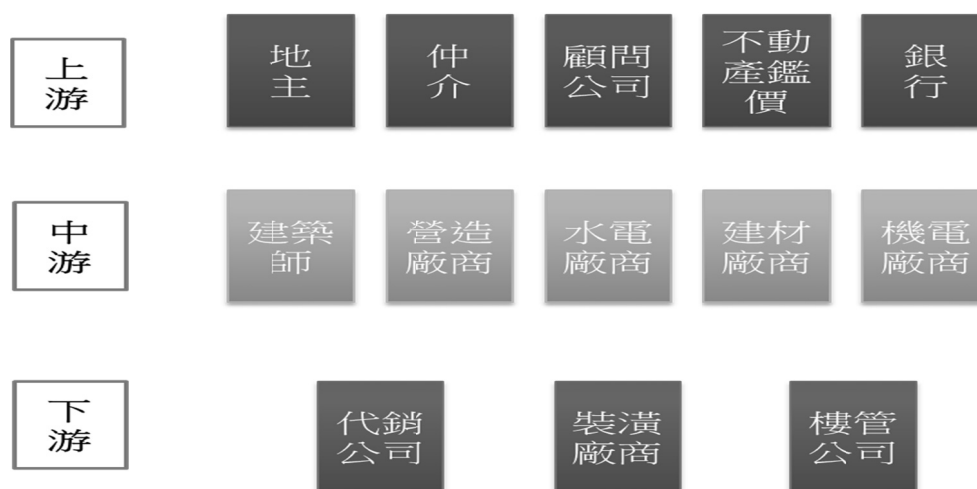 上
游
地
主
仲
介
顧問
公司
不動
產鑑
價
銀
行
中
游
建築
師
營造
廠商
水電
廠商
建材
廠商
機電
廠商
下
游
代銷
公司
裝潢
廠商
樓管
公司